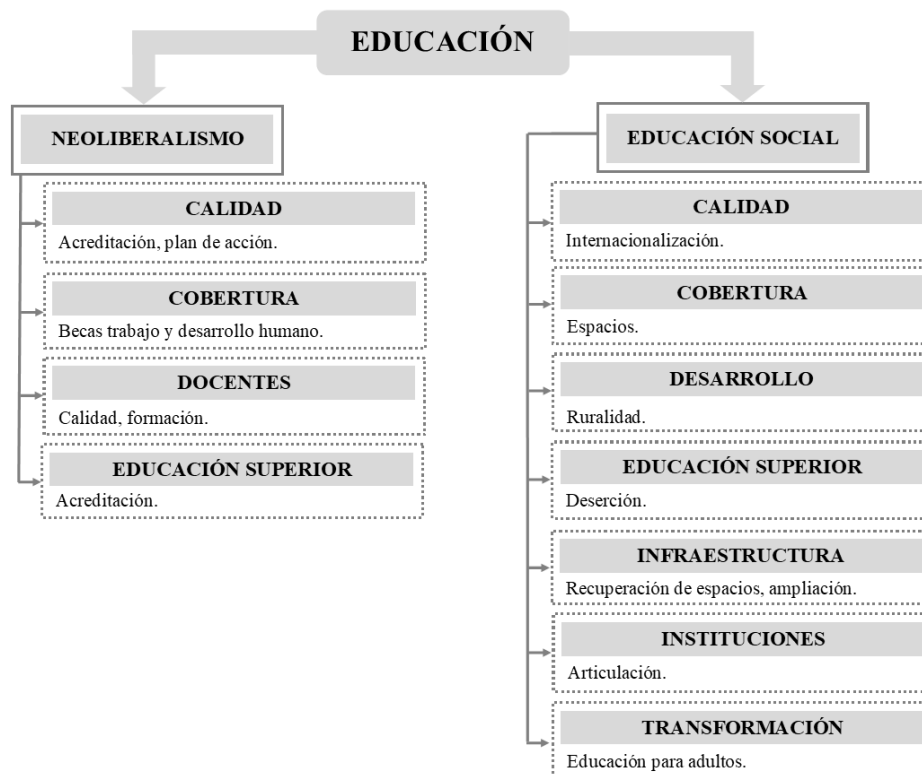 EDUCACIÓN
NEOLIBERALISMO
CALIDAD
Acreditación, plan de acción.
COBERTURA
Becas trabajo y desarrollo humano.
DOCENTES
Calidad, formación.
EDUCACIÓN SUPERIOR
Acreditación.
EDUCACIÓN SOCIAL
CALIDAD
Internacionalización.
COBERTURA
Espacios.
DESARROLLO
Ruralidad.
EDUCACIÓN SUPERIOR
Deserción.
INFRAESTRUCTURA
Recuperación de espacios, ampliación.
INSTITUCIONES
Articulación.
TRANSFORMACIÓN
Educación para adultos.